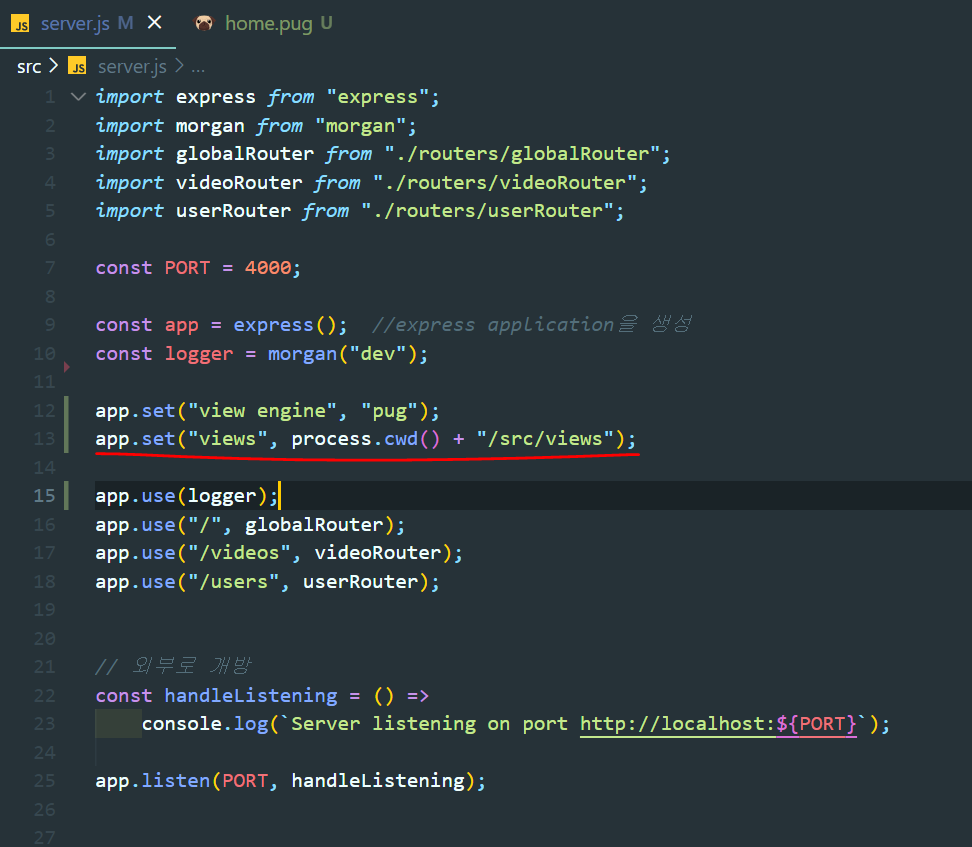 JS server.js M ×
home.pug U
src > JS server.js > ...
1 import express from "express";
2 import morgan from "morgan";
3 import globalRouter from "./routers/globalRouter";
4 import videoRouter from "./routers/videoRouter";
5 import userRouter from "./routers/userRouter";
6
7 const PORT = 4000;
8
9 const app = express();  //express application을 생성
10 const logger = morgan("dev");
11
12 app.set("view engine", "pug");
13 app.set("views", process.cwd() + "/src/views");
14
15 app.use(logger);
16 app.use("/", globalRouter);
17 app.use("/videos", videoRouter);
18 app.use("/users", userRouter);
19
20
21 // 외부로 개방
22 const handleListening = () =>
23     console.log(`Server listening on port http://localhost:${PORT}`);
24
25 app.listen(PORT, handleListening);
26
27